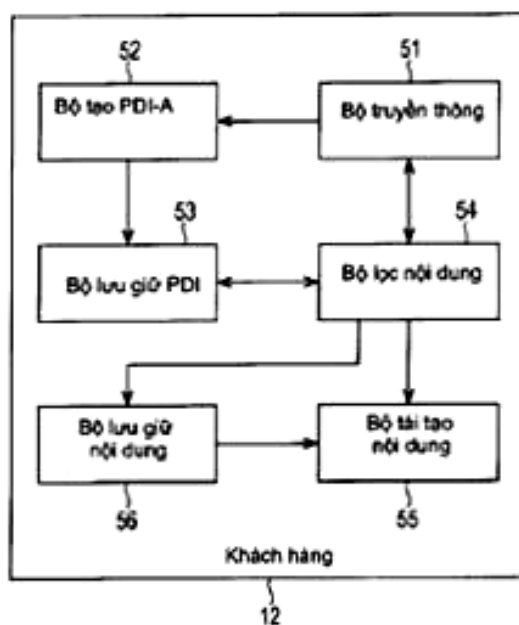 52
51
Bộ tạo PDI-A
Bộ truyền thông
53
54
Bộ lưu giữ PDI
Bộ lọc nội dung
Bộ lưu giữ
nội dung
Bộ tái tạo
nội dung
56
55
Khách hàng
12